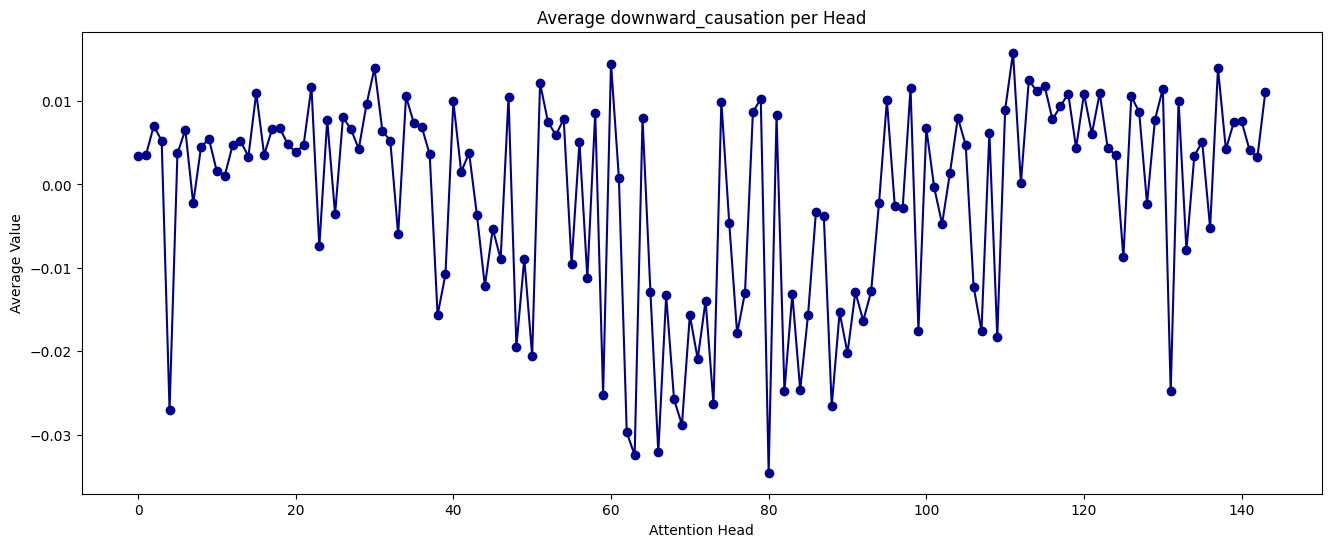 Average downward_causation per Head
Average Value
0.01
0.00
−0.01
−0.02
−0.03
0 20 40 60 80 100 120 140
Attention Head